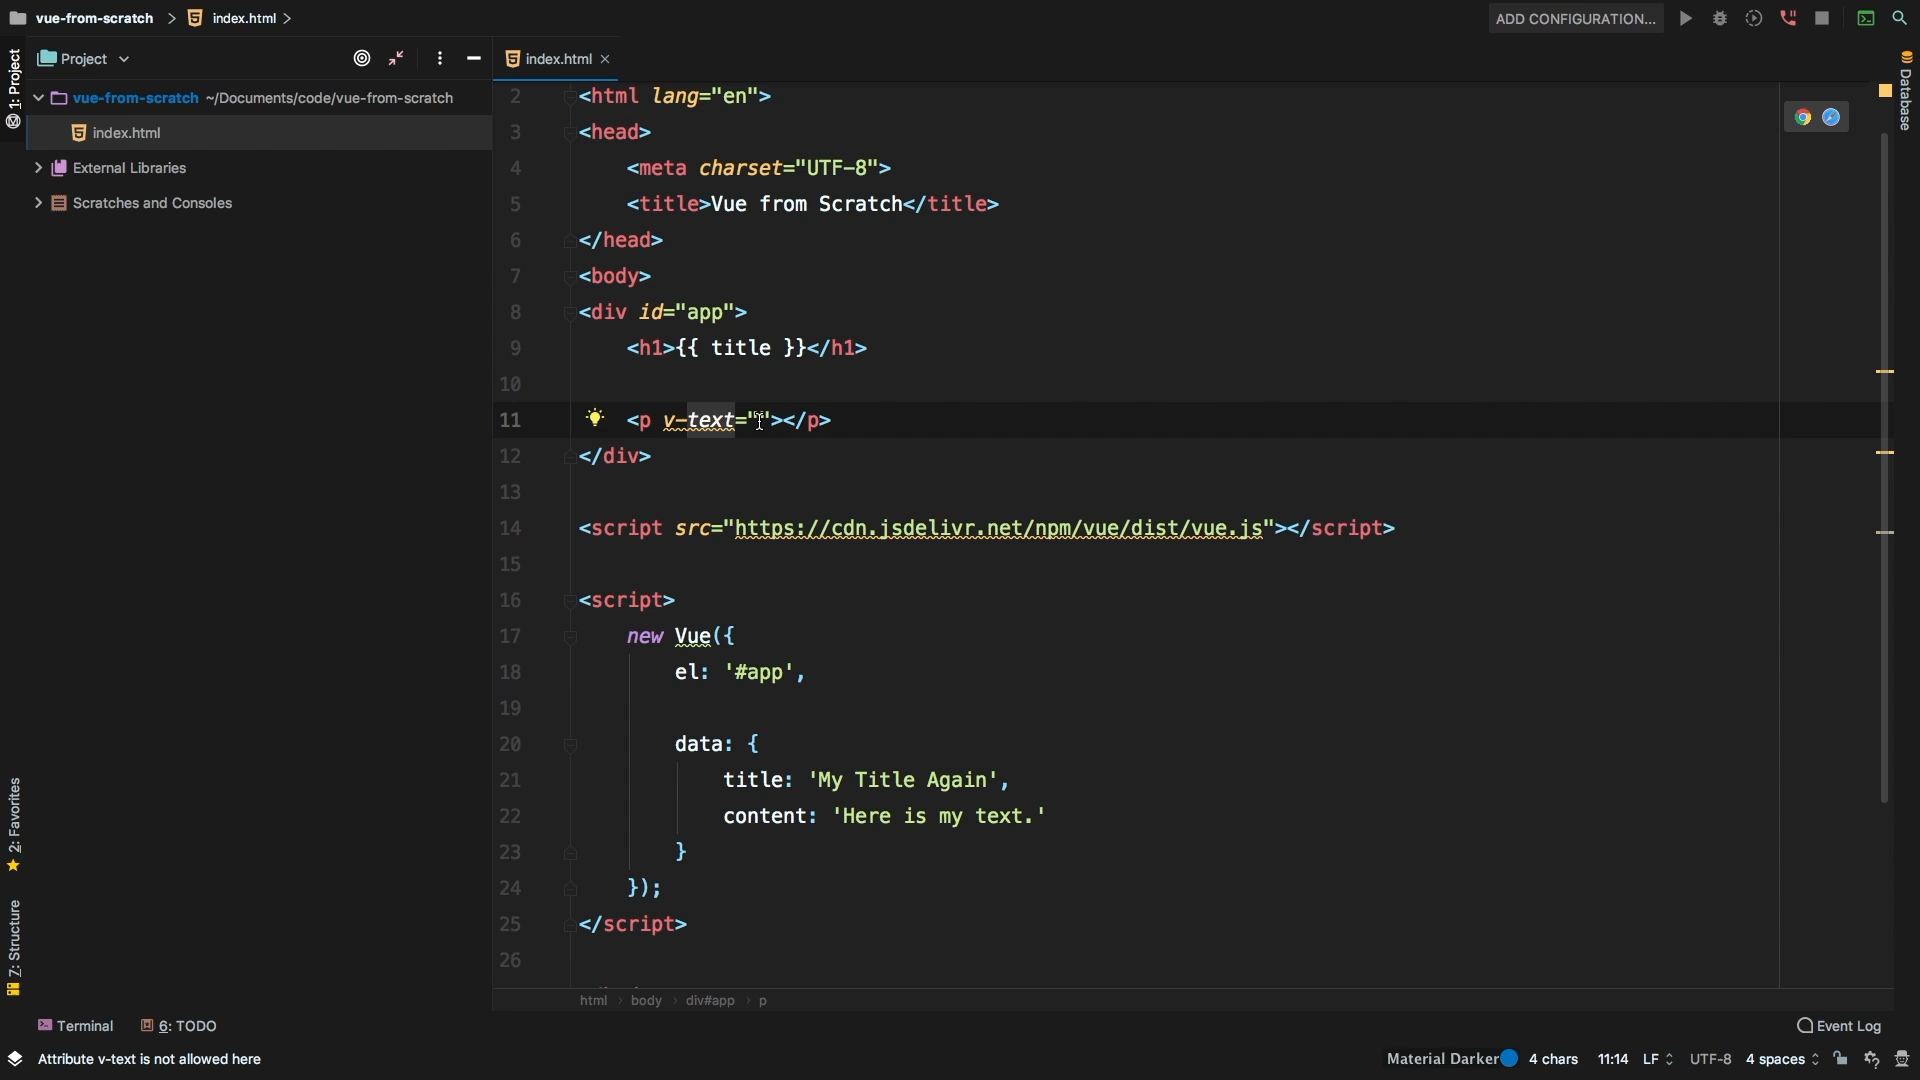 vue-from-scratch > index.html >
ADD CONFIGURATION...
1: Project
Project
vue-from-scratch ~/Documents/code/vue-from-scratch
index.html
External Libraries
Scratches and Consoles
2: Favorites
7: Structure
index.html ×
2 <html lang="en">
3 <head>
4 <meta charset="UTF-8">
5 <title>Vue from Scratch</title>
6 </head>
7 <body>
8 <div id="app">
9 <h1>{{ title }}</h1>
10
11 <p v-text=""></p>
12 </div>
13
14 <script src="https://cdn.jsdelivr.net/npm/vue/dist/vue.js"></script>
15
16 <script>
17 new Vue({
18 el: '#app',
19
20 data: {
21 title: 'My Title Again',
22 content: 'Here is my text.'
23 }
24 });
25 </script>
26
html > body > div#app > p
Database
Terminal
6: TODO
Event Log
Attribute v-text is not allowed here
Material Darker 4 chars 11:14 LF UTF-8 4 spaces